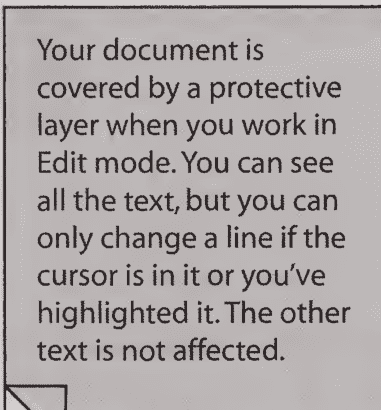 Your document is
covered by a protective
layer when you work in
Edit mode. You can see
all the text, but you can
only change a line if the
cursor is in it or you've
highlighted it. The other
text is not affected.